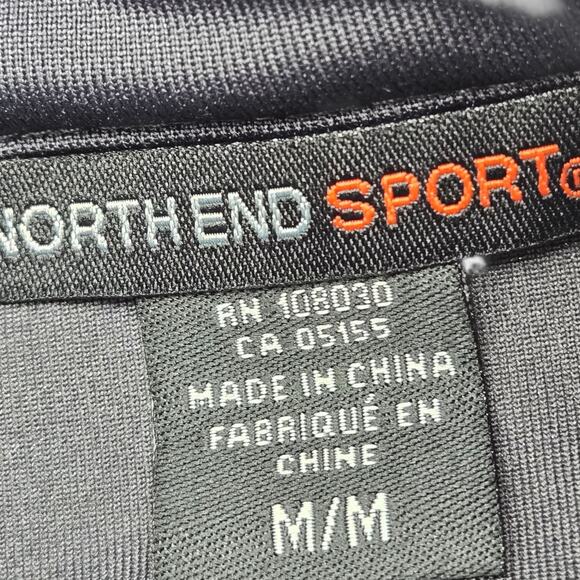 NORTH END SPORT®
RN 108030
CA 05155
MADE IN CHINA
FABRIQUÉ EN
CHINE
M/M